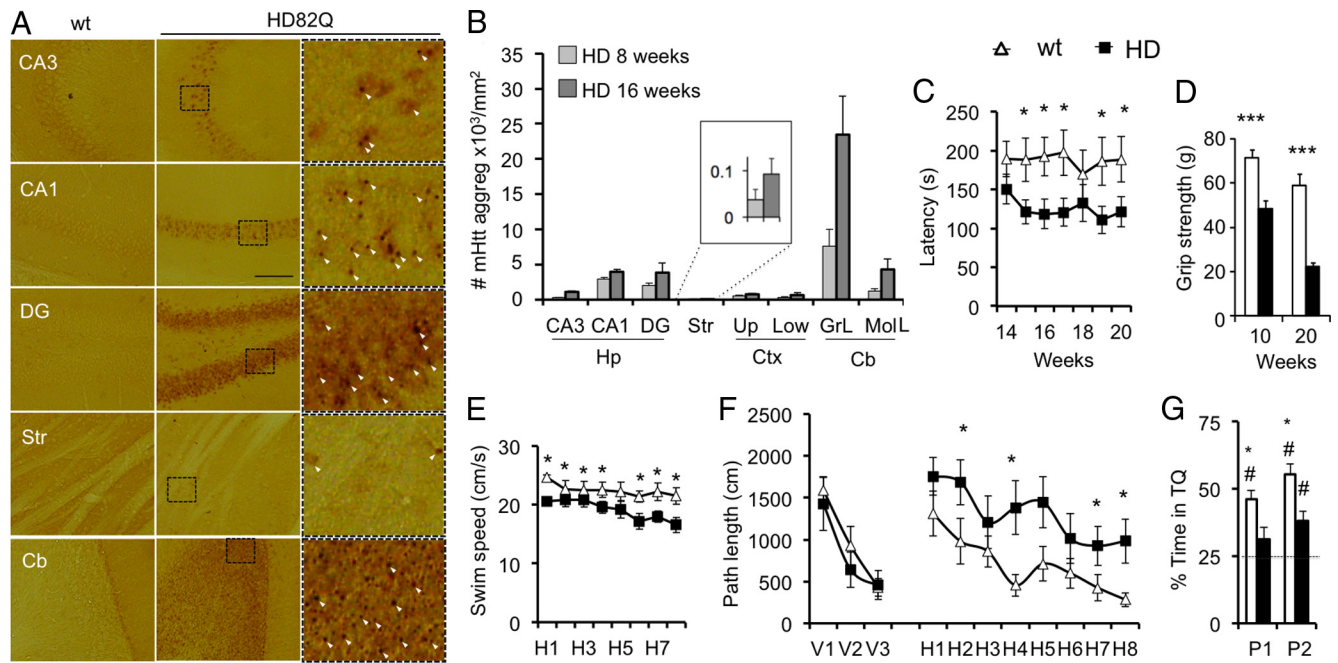 A
wt
HD82Q
CA3
CA1
DG
Str
Cb
B
# mHtt aggreg x10³/mm²
35
30
25
20
15
10
5
0
HD 8 weeks
HD 16 weeks
0.1
0
CA3 CA1 DG Str Up Low GrL MolL
Hp Ctx Cb
wt HD
C
Latency (s)
250
200
150
100
50
0
* * * * *
14 16 18 20
Weeks
D
Grip strength (g)
80
60
40
20
0
*** ***
10 20
Weeks
E
Swim speed (cm/s)
30
20
10
0
* * * * * * *
H1 H3 H5 H7
F
Path length (cm)
2500
2000
1500
1000
500
0
* * * *
V1 V2 V3 H1 H2 H3 H4 H5 H6 H7 H8
G
% Time in TQ
75
50
25
0
* *
# # #
P1 P2